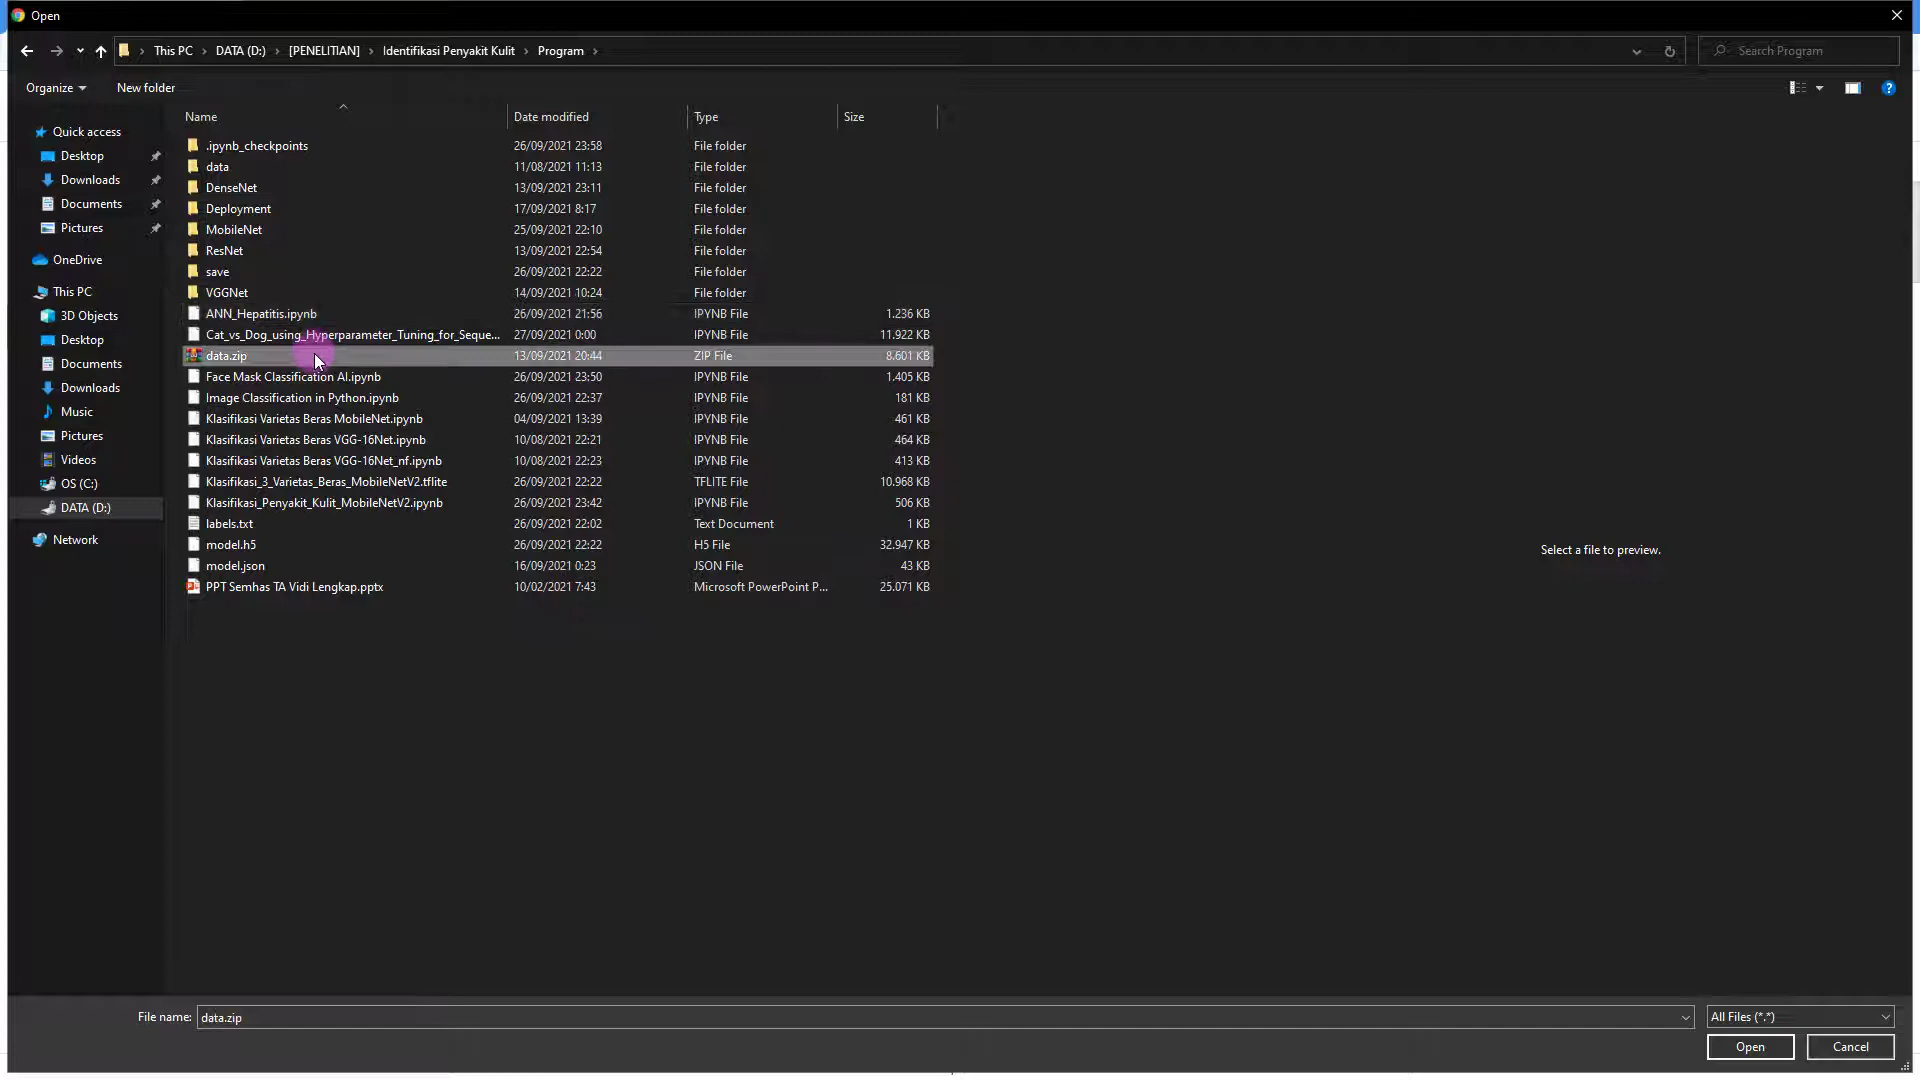 Open
This PC > DATA (D:) > [PENELITIAN] > Identifikasi Penyakit Kulit > Program >
Search Program
Organize
New folder
Name Date modified Type Size
Quick access
Desktop
Downloads
Documents
Pictures
OneDrive
This PC
3D Objects
Desktop
Documents
Downloads
Music
Pictures
Videos
OS (C:)
DATA (D:)
Network
.ipynb_checkpoints 26/09/2021 23:58 File folder
data 11/08/2021 11:13 File folder
DenseNet 13/09/2021 23:11 File folder
Deployment 17/09/2021 8:17 File folder
MobileNet 25/09/2021 22:10 File folder
ResNet 13/09/2021 22:54 File folder
save 26/09/2021 22:22 File folder
VGGNet 14/09/2021 10:24 File folder
ANN_Hepatitis.ipynb 26/09/2021 21:56 IPYNB File 1.236 KB
Cat_vs_Dog_using_Hyperparameter_Tuning_for_Seque... 27/09/2021 0:00 IPYNB File 11.922 KB
data.zip 13/09/2021 20:44 ZIP File 8.601 KB
Face Mask Classification AI.ipynb 26/09/2021 23:50 IPYNB File 1.405 KB
Image Classification in Python.ipynb 26/09/2021 22:37 IPYNB File 181 KB
Klasifikasi Varietas Beras MobileNet.ipynb 04/09/2021 13:39 IPYNB File 461 KB
Klasifikasi Varietas Beras VGG-16Net.ipynb 10/08/2021 22:21 IPYNB File 464 KB
Klasifikasi Varietas Beras VGG-16Net_nf.ipynb 10/08/2021 22:23 IPYNB File 413 KB
Klasifikasi_3_Varietas_Beras_MobileNetV2.tflite 26/09/2021 22:22 TFLITE File 10.968 KB
Klasifikasi_Penyakit_Kulit_MobileNetV2.ipynb 26/09/2021 23:42 IPYNB File 506 KB
labels.txt 26/09/2021 22:02 Text Document 1 KB
model.h5 26/09/2021 22:22 H5 File 32.947 KB
model.json 16/09/2021 0:23 JSON File 43 KB
PPT Semhas TA Vidi Lengkap.pptx 10/02/2021 7:43 Microsoft PowerPoint P... 25.071 KB
Select a file to preview.
File name: data.zip
All Files (*.*)
Open
Cancel